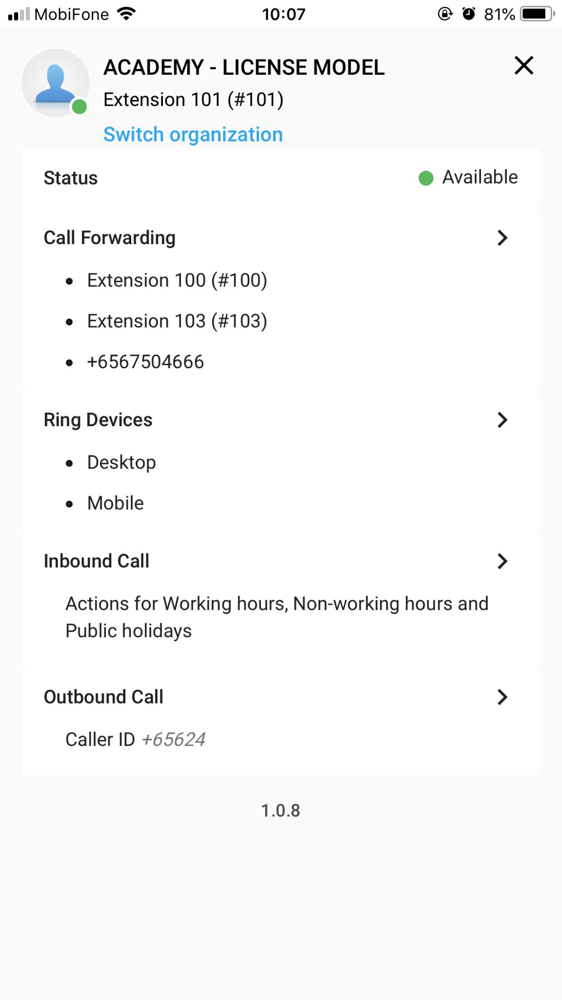 MobiFone 10:07 81%
ACADEMY - LICENSE MODEL
Extension 101 (#101)
Switch organization
Status Available
Call Forwarding
• Extension 100 (#100)
• Extension 103 (#103)
• +6567504666
Ring Devices
• Desktop
• Mobile
Inbound Call
Actions for Working hours, Non-working hours and
Public holidays
Outbound Call
Caller ID +65624
1.0.8